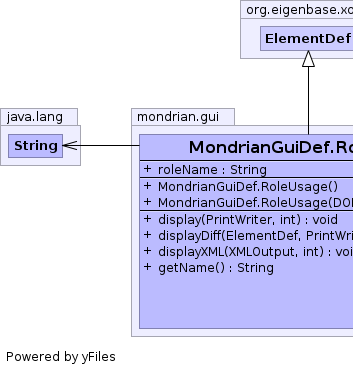 org.eigenbase.xo
ElementDef
java.lang
String
mondrian.gui
MondrianGuiDef.Ro
+ roleName : String
+ MondrianGuiDef.RoleUsage()
+ MondrianGuiDef.RoleUsage(DO
+ display(PrintWriter, int) : void
+ displayDiff(ElementDef, PrintWri
+ displayXML(XMLOutput, int) : voi
+ getName() : String
Powered by yFiles